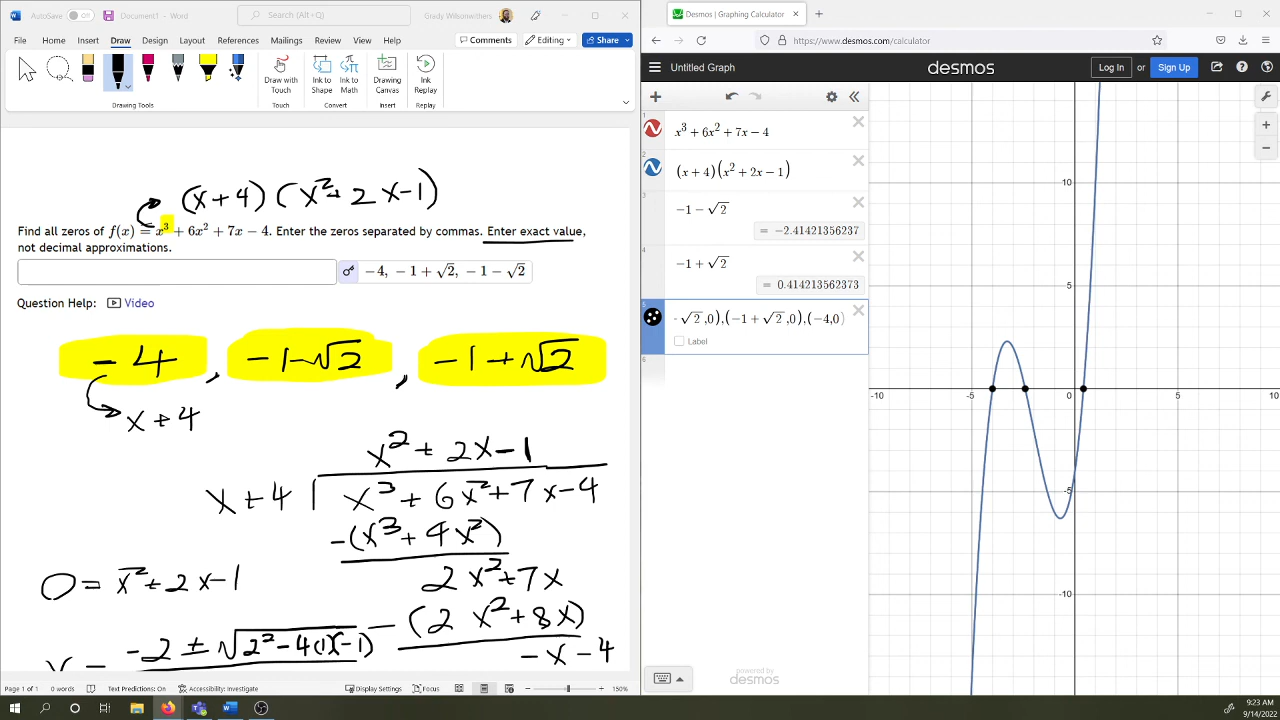 AutoSave Off Document1 - Word Search (Alt+Q) Grady Wilsonwithers
File Home Insert Draw Design Layout References Mailings Review View Help Comments Editing Share
Draw with Touch Ink to Shape Ink to Math Drawing Canvas Ink Replay
Drawing Tools Touch Convert Insert Replay
(x+4)(x²+2x-1)
Find all zeros of f(x) = x³ + 6x² + 7x − 4. Enter the zeros separated by commas. Enter exact value,
not decimal approximations.
−4, −1 + √2, −1 − √2
Question Help: Video
-4, -1-√2, -1+√2
x+4
x²+2x-1
x+4 x³+6x²+7x-4
-(x³+4x²)
2x²+7x
0=x²+2x-1
-(2x²+8x)
-2±√2²-4(1)(-1)
-x-4
Page 1 of 1 0 words Text Predictions: On Accessibility: Investigate Display Settings Focus 150%
Desmos | Graphing Calculator
https://www.desmos.com/calculator
Untitled Graph desmos Log In or Sign Up
1 x³+6x²+7x−4
2 (x+4)(x²+2x−1)
3 −1−√2
= −2.41421356237
4 −1+√2
= 0.414213562373
5 √2,0),(−1+√2,0),(−4,0)
Label
6
10
5
-10 -5 0 5 10
-5
-10
powered by
desmos
9:23 AM
9/14/2022